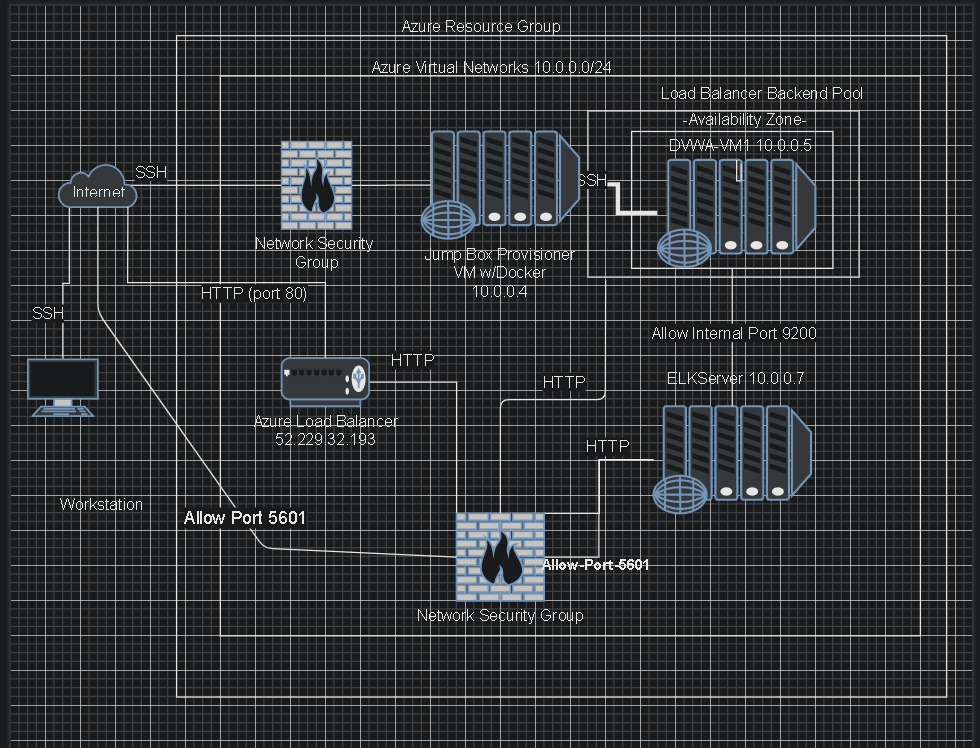 Azure Resource Group
Azure Virtual Networks 10.0.0.0/24
Load Balancer Backend Pool
-Availability Zone-
DVWA-VM1 10.0.0.5
SSH
SSH
Internet
Network Security
Group
Jump Box Provisioner
VM w/Docker
10.0.0.4
HTTP (port 80)
SSH
Allow Internal Port 9200
HTTP
HTTP
ELKServer 10.0.0.7
Azure Load Balancer
52.229.32.193
HTTP
Workstation
Allow Port 5601
Allow-Port-5601
Network Security Group